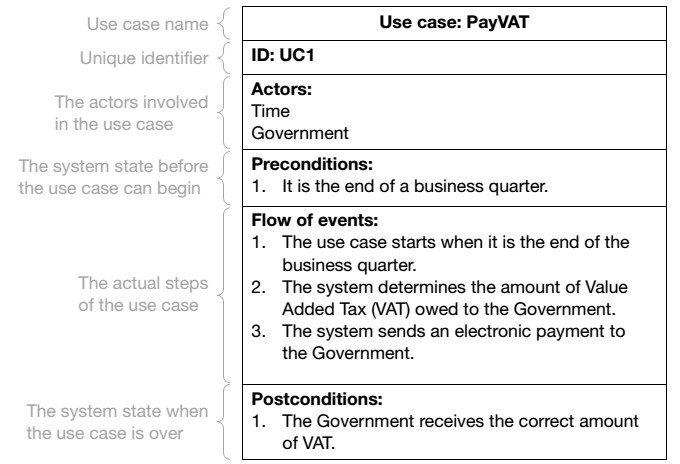 Use case name
Use case: PayVAT
Unique identifier
ID: UC1
The actors involved
in the use case
Actors:
Time
Government
The system state before
the use case can begin
Preconditions:
1. It is the end of a business quarter.
The actual steps
of the use case
Flow of events:
1. The use case starts when it is the end of the
business quarter.
2. The system determines the amount of Value
Added Tax (VAT) owed to the Government.
3. The system sends an electronic payment to
the Government.
The system state when
the use case is over
Postconditions:
1. The Government receives the correct amount
of VAT.